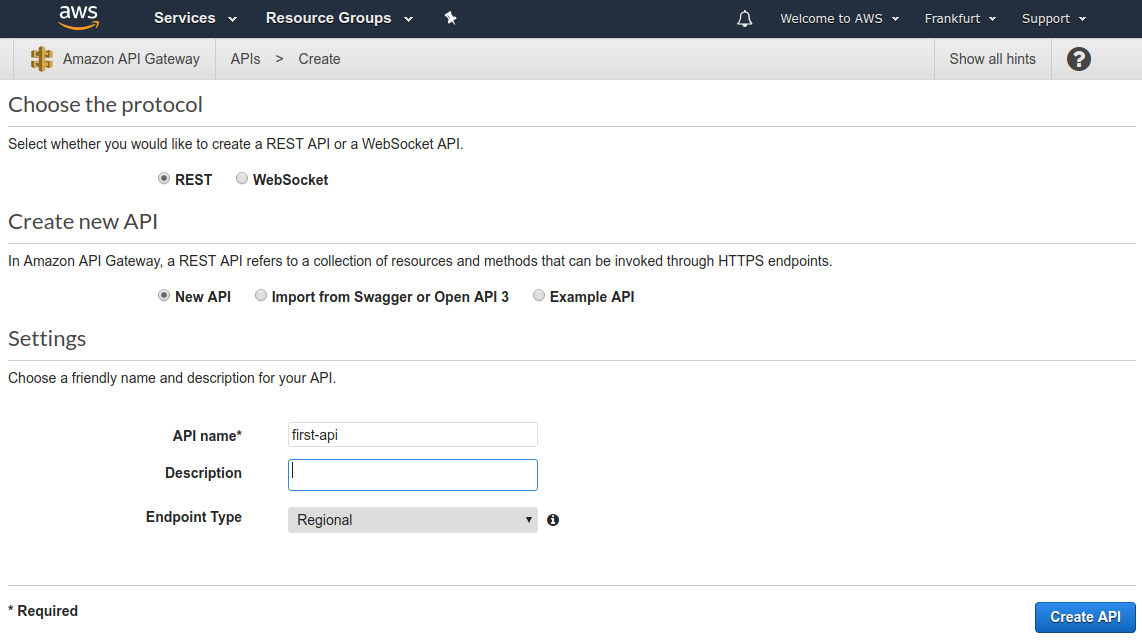 aws Services Resource Groups Welcome to AWS Frankfurt Support
Amazon API Gateway APIs > Create Show all hints ?
Choose the protocol
Select whether you would like to create a REST API or a WebSocket API.
REST WebSocket
Create new API
In Amazon API Gateway, a REST API refers to a collection of resources and methods that can be invoked through HTTPS endpoints.
New API Import from Swagger or Open API 3 Example API
Settings
Choose a friendly name and description for your API.
API name* first-api
Description
Endpoint Type Regional
* Required Create API